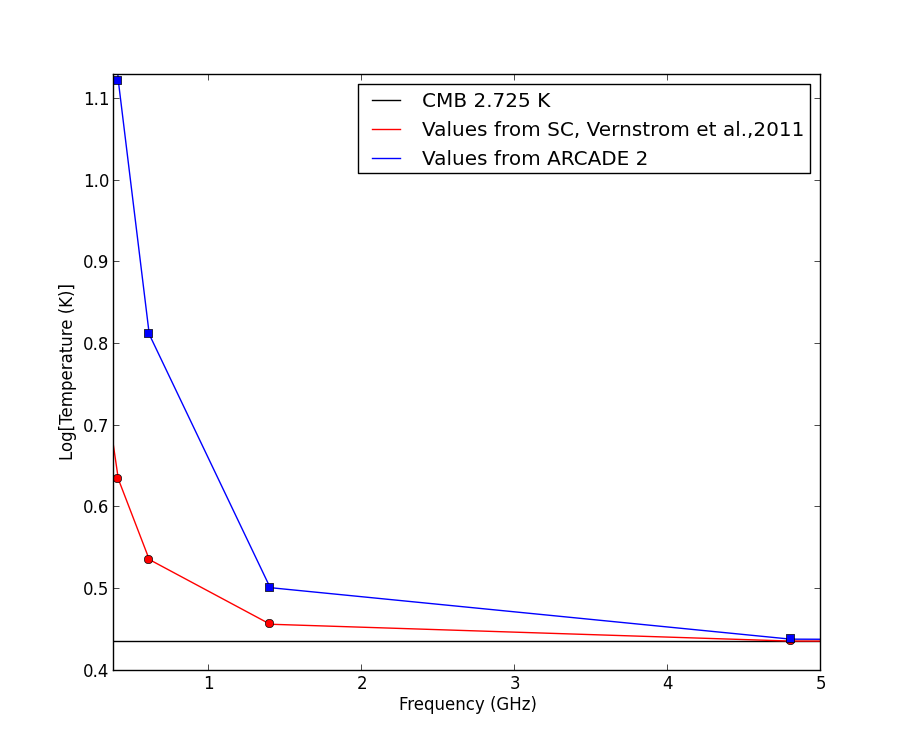 CMB 2.725 K
Values from SC, Vernstrom et al.,2011
Values from ARCADE 2
1.1
1.0
0.9
0.8
0.7
0.6
0.5
0.4
Log[Temperature (K)]
1 2 3 4 5
Frequency (GHz)